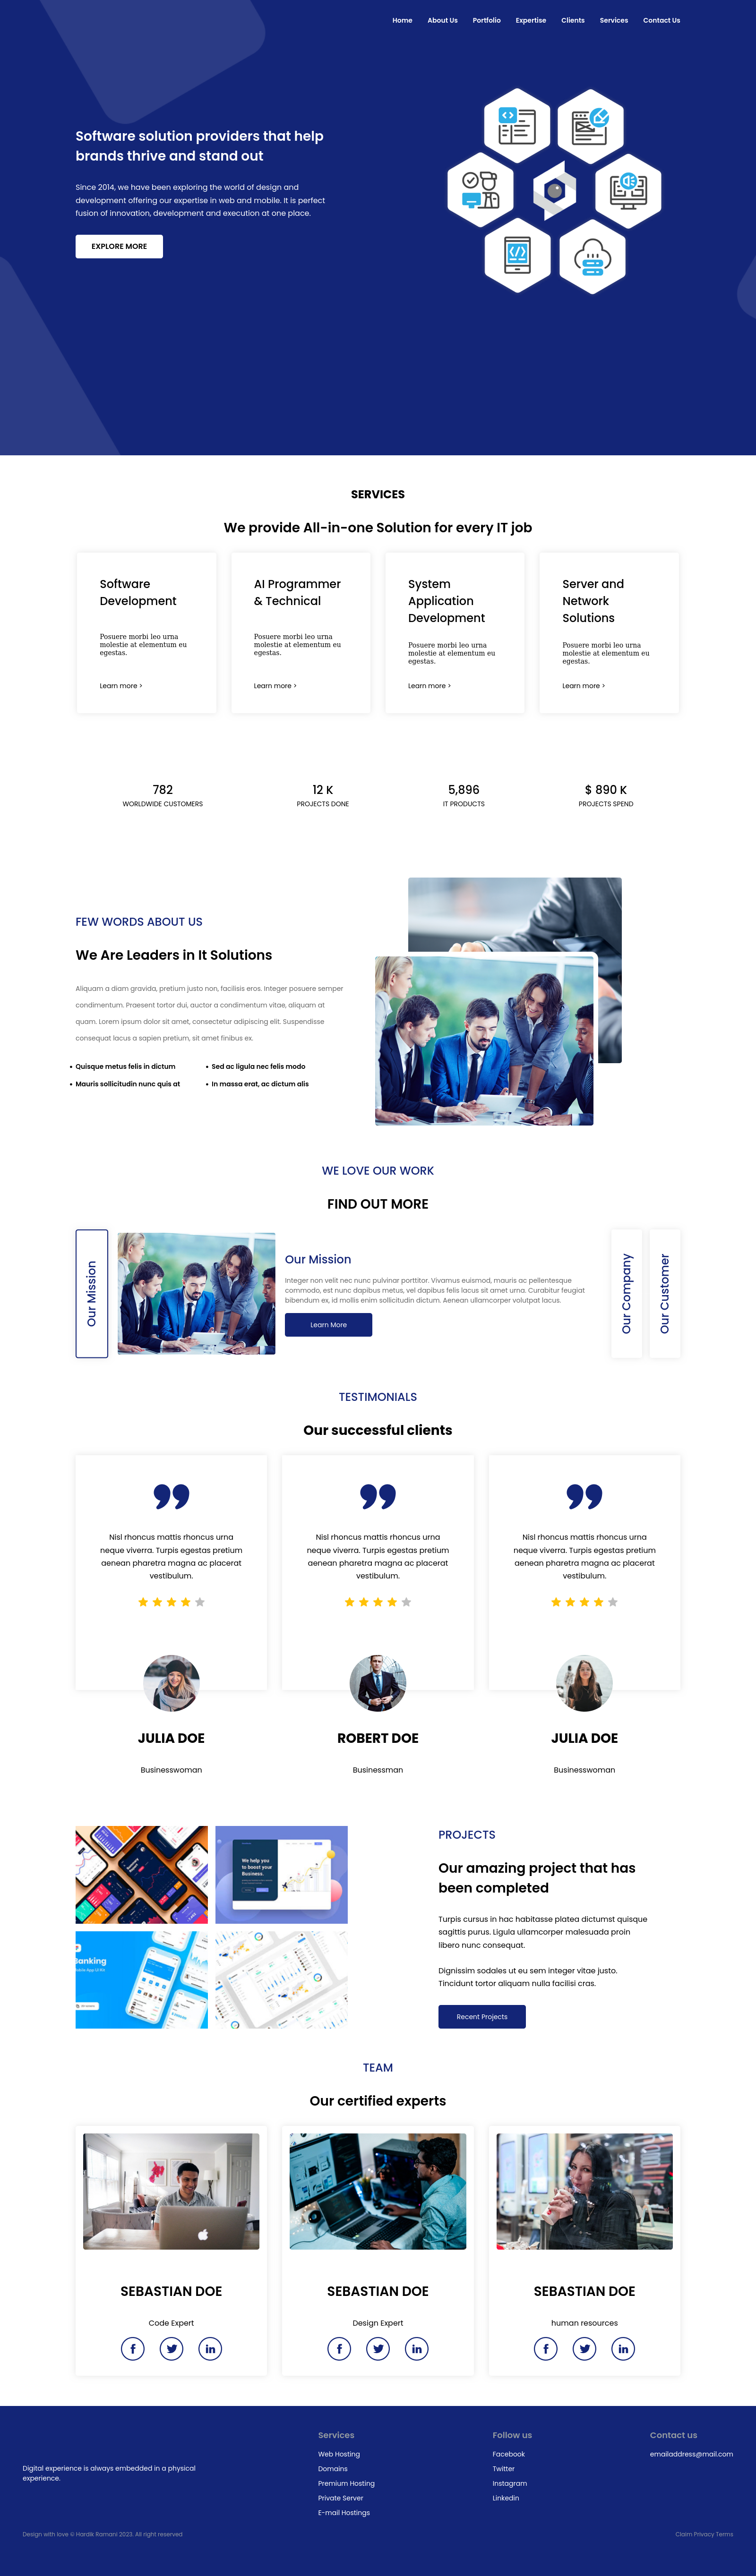 Home About Us Portfolio Expertise Clients Services Contact Us
Software solution providers that help
brands thrive and stand out
Since 2014, we have been exploring the world of design and
development offering our expertise in web and mobile. It is perfect
fusion of innovation, development and execution at one place.
EXPLORE MORE
SERVICES
We provide All-in-one Solution for every IT job
Software
Development
Posuere morbi leo urna
molestie at elementum eu
egestas.
Learn more >
AI Programmer
& Technical
Posuere morbi leo urna
molestie at elementum eu
egestas.
Learn more >
System
Application
Development
Posuere morbi leo urna
molestie at elementum eu
egestas.
Learn more >
Server and
Network
Solutions
Posuere morbi leo urna
molestie at elementum eu
egestas.
Learn more >
782
WORLDWIDE CUSTOMERS
12 K
PROJECTS DONE
5,896
IT PRODUCTS
$ 890 K
PROJECTS SPEND
FEW WORDS ABOUT US
We Are Leaders in It Solutions
Aliquam a diam gravida, pretium justo non, facilisis eros. Integer posuere semper
condimentum. Praesent tortor dui, auctor a condimentum vitae, aliquam at
quam. Lorem ipsum dolor sit amet, consectetur adipiscing elit. Suspendisse
consequat lacus a sapien pretium, sit amet finibus ex.
• Quisque metus felis in dictum
• Sed ac ligula nec felis modo
• Mauris sollicitudin nunc quis at
• In massa erat, ac dictum alis
WE LOVE OUR WORK
FIND OUT MORE
Our Mission
Our Mission
Integer non velit nec nunc pulvinar porttitor. Vivamus euismod, mauris ac pellentesque
commodo, est nunc dapibus metus, vel dapibus felis lacus sit amet urna. Curabitur feugiat
bibendum ex, id mollis enim sollicitudin dictum. Aenean ullamcorper volutpat lacus.
Learn More
Our Company
Our Customer
TESTIMONIALS
Our successful clients
Nisl rhoncus mattis rhoncus urna
neque viverra. Turpis egestas pretium
aenean pharetra magna ac placerat
vestibulum.
JULIA DOE
Businesswoman
Nisl rhoncus mattis rhoncus urna
neque viverra. Turpis egestas pretium
aenean pharetra magna ac placerat
vestibulum.
ROBERT DOE
Businessman
Nisl rhoncus mattis rhoncus urna
neque viverra. Turpis egestas pretium
aenean pharetra magna ac placerat
vestibulum.
JULIA DOE
Businesswoman
We help you
to boost your
Business.
Banking
PROJECTS
Our amazing project that has
been completed
Turpis cursus in hac habitasse platea dictumst quisque
sagittis purus. Ligula ullamcorper malesuada proin
libero nunc consequat.
Dignissim sodales ut eu sem integer vitae justo.
Tincidunt tortor aliquam nulla facilisi cras.
Recent Projects
TEAM
Our certified experts
SEBASTIAN DOE
Code Expert
SEBASTIAN DOE
Design Expert
SEBASTIAN DOE
human resources
Digital experience is always embedded in a physical
experience.
Services
Web Hosting
Domains
Premium Hosting
Private Server
E-mail Hostings
Follow us
Facebook
Twitter
Instagram
Linkedin
Contact us
emailaddress@mail.com
Design with love © Hardik Ramani 2023. All right reserved
Claim Privacy Terms